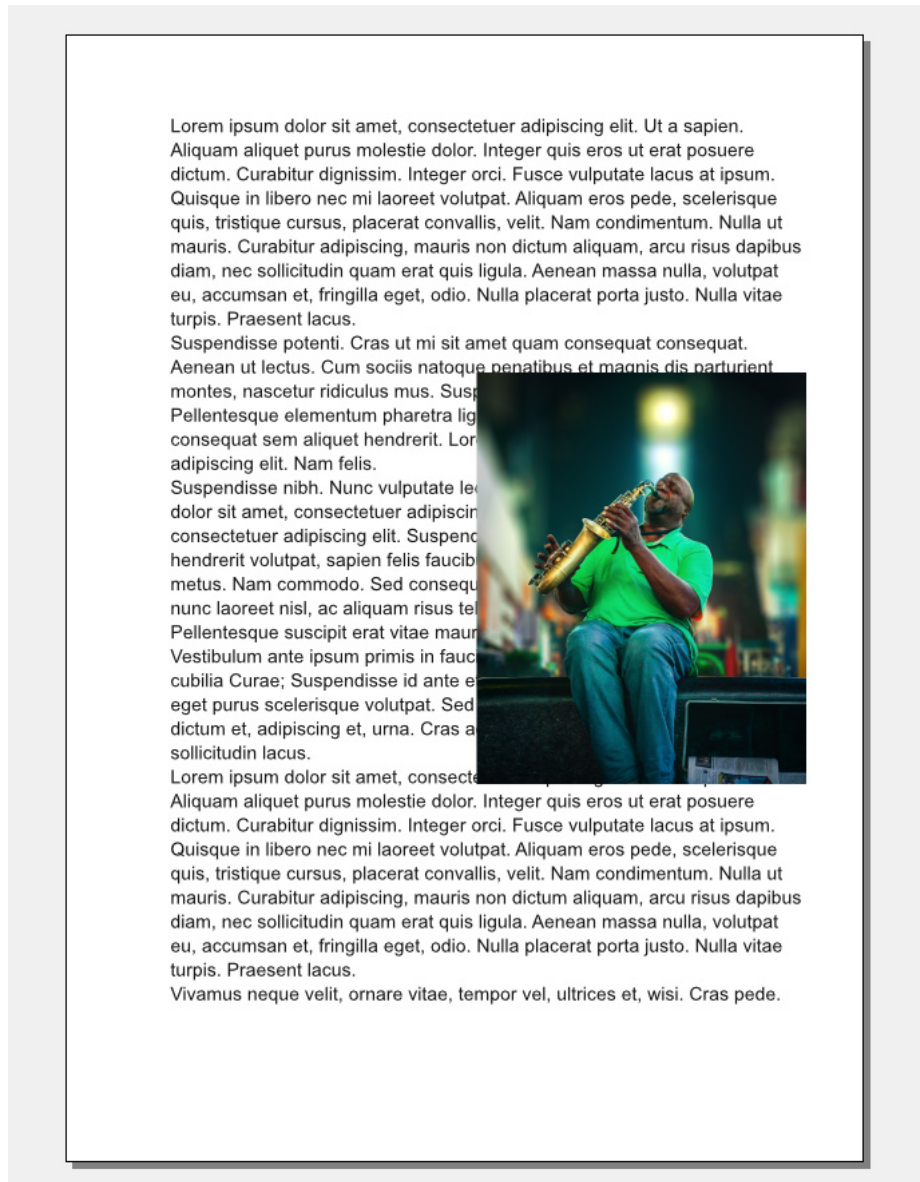 Lorem ipsum dolor sit amet, consectetuer adipiscing elit. Ut a sapien.
Aliquam aliquet purus molestie dolor. Integer quis eros ut erat posuere
dictum. Curabitur dignissim. Integer orci. Fusce vulputate lacus at ipsum.
Quisque in libero nec mi laoreet volutpat. Aliquam eros pede, scelerisque
quis, tristique cursus, placerat convallis, velit. Nam condimentum. Nulla ut
mauris. Curabitur adipiscing, mauris non dictum aliquam, arcu risus dapibus
diam, nec sollicitudin quam erat quis ligula. Aenean massa nulla, volutpat
eu, accumsan et, fringilla eget, odio. Nulla placerat porta justo. Nulla vitae
turpis. Praesent lacus.
Suspendisse potenti. Cras ut mi sit amet quam consequat consequat.
Aenean ut lectus. Cum sociis natoque penatibus et magnis dis parturient
montes, nascetur ridiculus mus.
Pellentesque elementum pharetra
consequat sem aliquet hendrerit.
adipiscing elit. Nam felis.
Suspendisse nibh. Nunc vulputate
dolor sit amet, consectetuer
consectetuer adipiscing elit.
hendrerit volutpat, sapien felis
metus. Nam commodo. Sed
nunc laoreet nisl, ac aliquam risus
Pellentesque suscipit erat vitae
Vestibulum ante ipsum primis in
cubilia Curae; Suspendisse id ante
eget purus scelerisque volutpat. Sed
dictum et, adipiscing et, urna. Cras
sollicitudin lacus.
Lorem ipsum dolor sit amet,
Aliquam aliquet purus molestie dolor. Integer quis eros ut erat posuere
dictum. Curabitur dignissim. Integer orci. Fusce vulputate lacus at ipsum.
Quisque in libero nec mi laoreet volutpat. Aliquam eros pede, scelerisque
quis, tristique cursus, placerat convallis, velit. Nam condimentum. Nulla ut
mauris. Curabitur adipiscing, mauris non dictum aliquam, arcu risus dapibus
diam, nec sollicitudin quam erat quis ligula. Aenean massa nulla, volutpat
eu, accumsan et, fringilla eget, odio. Nulla placerat porta justo. Nulla vitae
turpis. Praesent lacus.
Vivamus neque velit, ornare vitae, tempor vel, ultrices et, wisi. Cras pede.